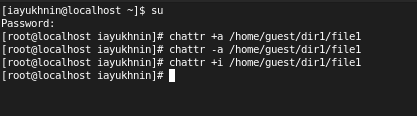 [iayukhnin@localhost ~]$ su
Password:
[root@localhost iayukhnin]# chattr +a /home/guest/dir1/file1
[root@localhost iayukhnin]# chattr -a /home/guest/dir1/file1
[root@localhost iayukhnin]# chattr +i /home/guest/dir1/file1
[root@localhost iayukhnin]#